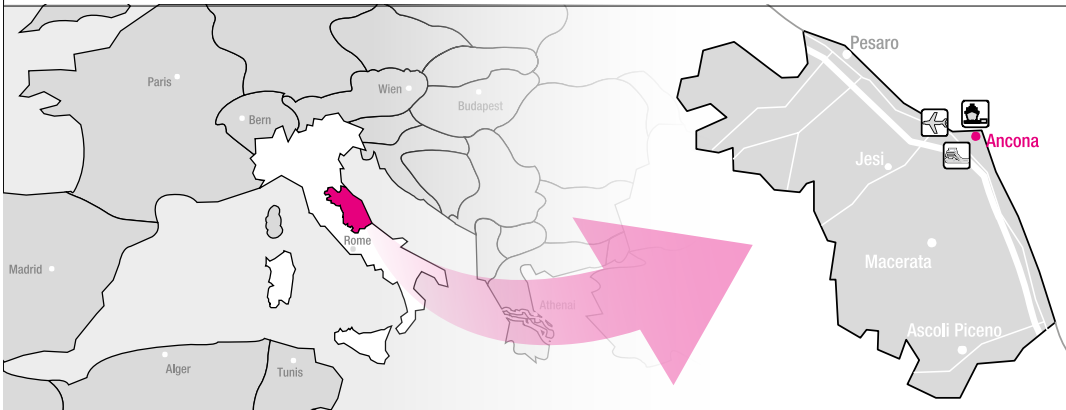 Paris
Wien
Budapest
Bern
Rome
Madrid
Athenai
Alger
Tunis
Pesaro
Ancona
Jesi
Macerata
Ascoli Piceno